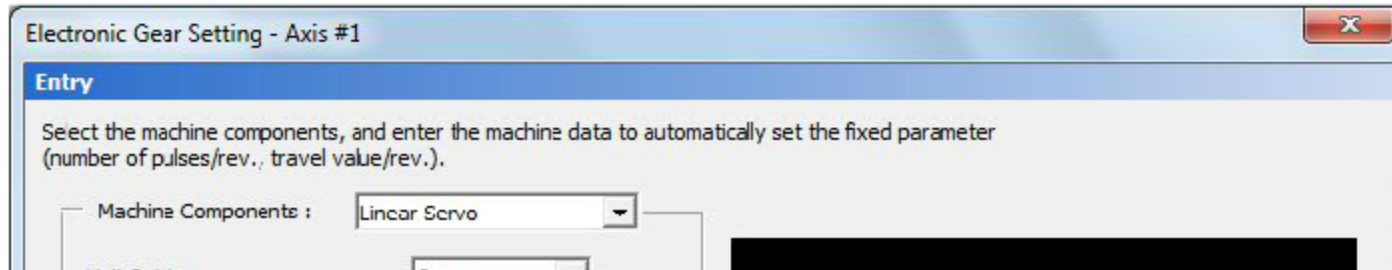 Electronic Gear Setting - Axis #1
Entry
Select the machine components, and enter the machine data to automatically set the fixed parameter
(number of pulses/rev., travel value/rev.).
Machine Components :
Linear Servo